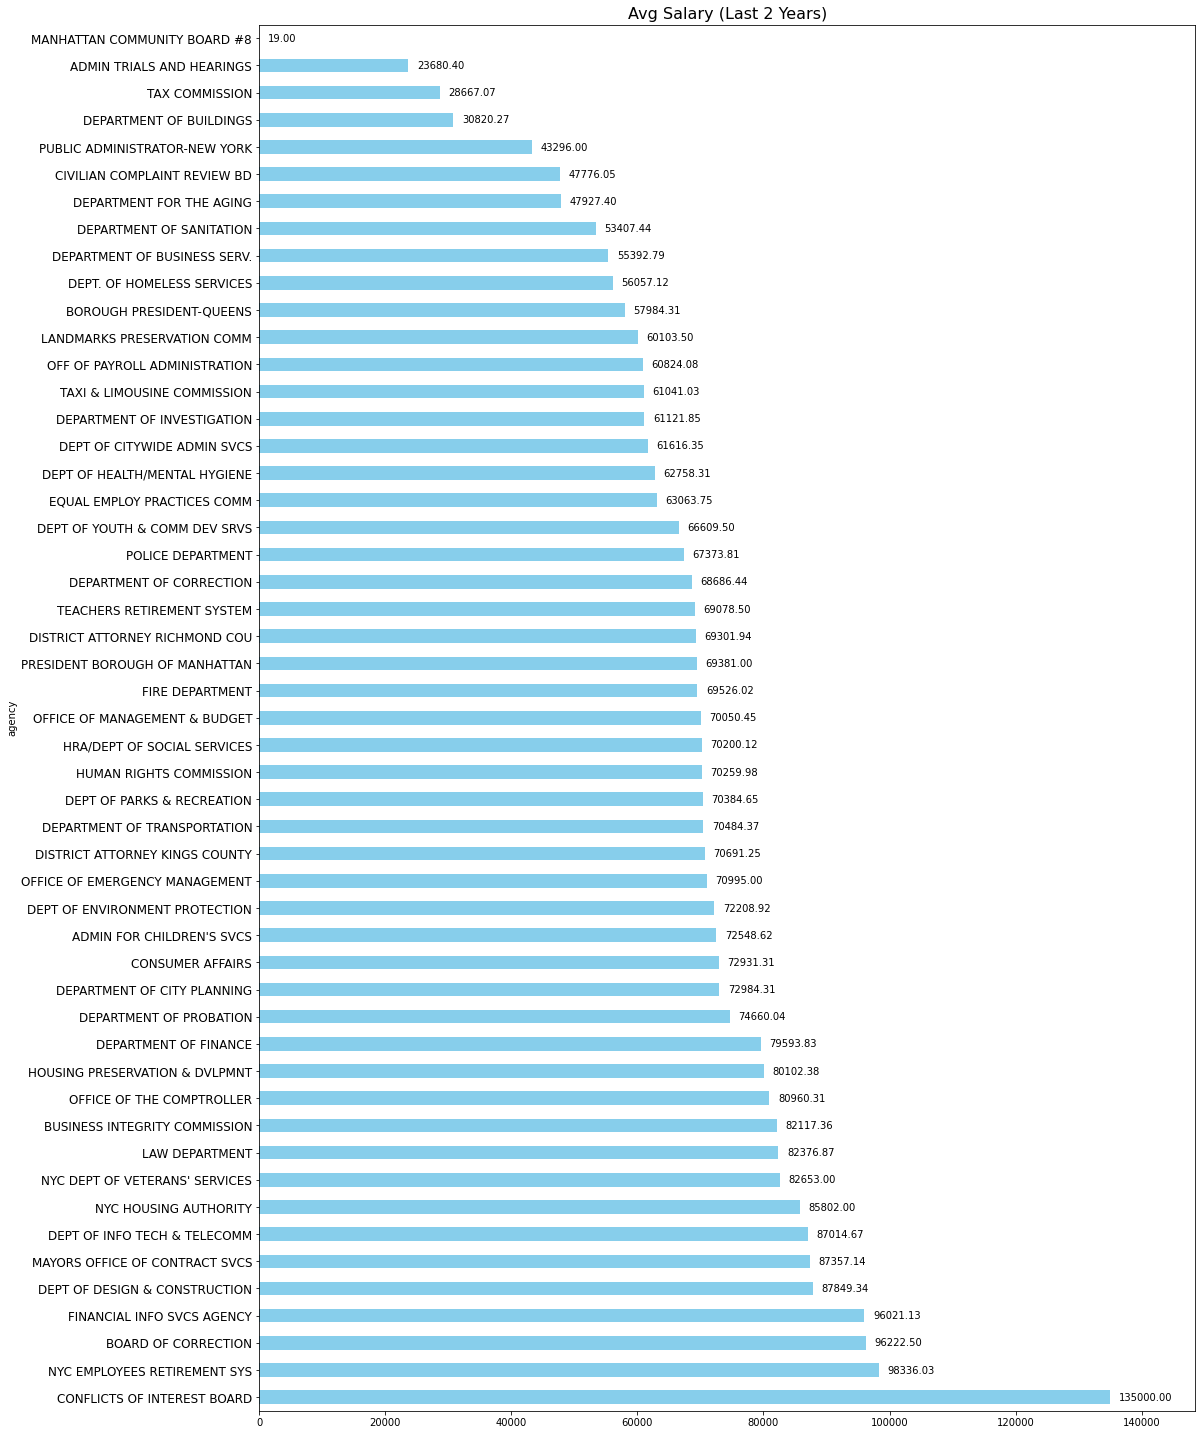 Avg Salary (Last 2 Years)
MANHATTAN COMMUNITY BOARD #8 19.00
ADMIN TRIALS AND HEARINGS 23680.40
TAX COMMISSION 28667.07
DEPARTMENT OF BUILDINGS 30820.27
PUBLIC ADMINISTRATOR-NEW YORK 43296.00
CIVILIAN COMPLAINT REVIEW BD 47776.05
DEPARTMENT FOR THE AGING 47927.40
DEPARTMENT OF SANITATION 53407.44
DEPARTMENT OF BUSINESS SERV. 55392.79
DEPT. OF HOMELESS SERVICES 56057.12
BOROUGH PRESIDENT-QUEENS 57984.31
LANDMARKS PRESERVATION COMM 60103.50
OFF OF PAYROLL ADMINISTRATION 60824.08
TAXI & LIMOUSINE COMMISSION 61041.03
DEPARTMENT OF INVESTIGATION 61121.85
DEPT OF CITYWIDE ADMIN SVCS 61616.35
DEPT OF HEALTH/MENTAL HYGIENE 62758.31
EQUAL EMPLOY PRACTICES COMM 63063.75
DEPT OF YOUTH & COMM DEV SRVS 66609.50
POLICE DEPARTMENT 67373.81
DEPARTMENT OF CORRECTION 68686.44
TEACHERS RETIREMENT SYSTEM 69078.50
DISTRICT ATTORNEY RICHMOND COU 69301.94
PRESIDENT BOROUGH OF MANHATTAN 69381.00
FIRE DEPARTMENT 69526.02
agency
OFFICE OF MANAGEMENT & BUDGET 70050.45
HRA/DEPT OF SOCIAL SERVICES 70200.12
HUMAN RIGHTS COMMISSION 70259.98
DEPT OF PARKS & RECREATION 70384.65
DEPARTMENT OF TRANSPORTATION 70484.37
DISTRICT ATTORNEY KINGS COUNTY 70691.25
OFFICE OF EMERGENCY MANAGEMENT 70995.00
DEPT OF ENVIRONMENT PROTECTION 72208.92
ADMIN FOR CHILDREN'S SVCS 72548.62
CONSUMER AFFAIRS 72931.31
DEPARTMENT OF CITY PLANNING 72984.31
DEPARTMENT OF PROBATION 74660.04
DEPARTMENT OF FINANCE 79593.83
HOUSING PRESERVATION & DVLPMNT 80102.38
OFFICE OF THE COMPTROLLER 80960.31
BUSINESS INTEGRITY COMMISSION 82117.36
LAW DEPARTMENT 82376.87
NYC DEPT OF VETERANS' SERVICES 82653.00
NYC HOUSING AUTHORITY 85802.00
DEPT OF INFO TECH & TELECOMM 87014.67
MAYORS OFFICE OF CONTRACT SVCS 87357.14
DEPT OF DESIGN & CONSTRUCTION 87849.34
FINANCIAL INFO SVCS AGENCY 96021.13
BOARD OF CORRECTION 96222.50
NYC EMPLOYEES RETIREMENT SYS 98336.03
CONFLICTS OF INTEREST BOARD 135000.00
0 20000 40000 60000 80000 100000 120000 140000